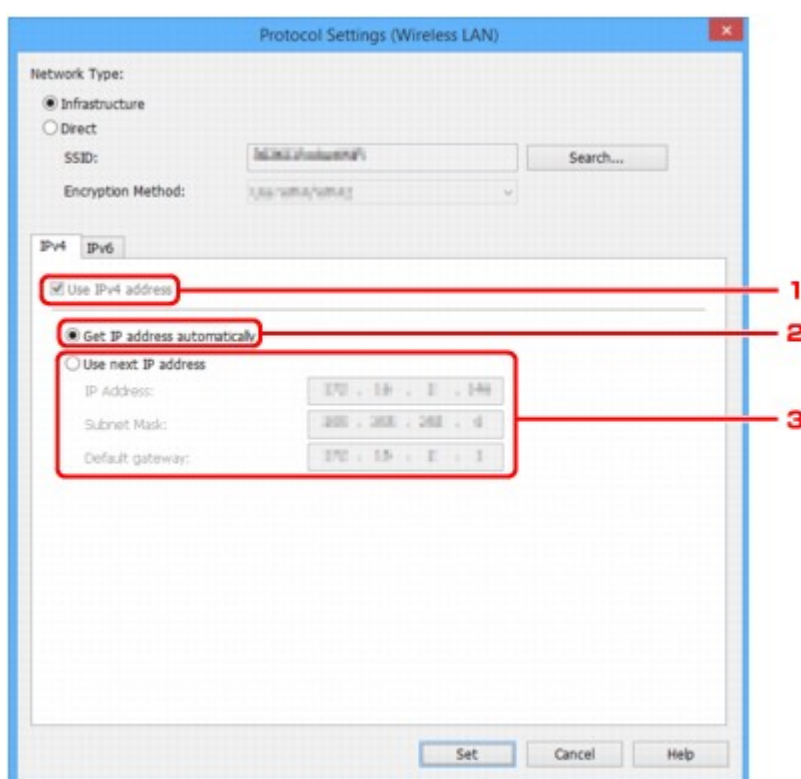 Protocol Settings (Wireless LAN)
Network Type:
Infrastructure
Direct
SSID:
Search...
Encryption Method:
IPv4 IPv6
Use IPv4 address
1
Get IP address automatically
2
Use next IP address
IP Address:
Subnet Mask:
3
Default gateway:
Set Cancel Help